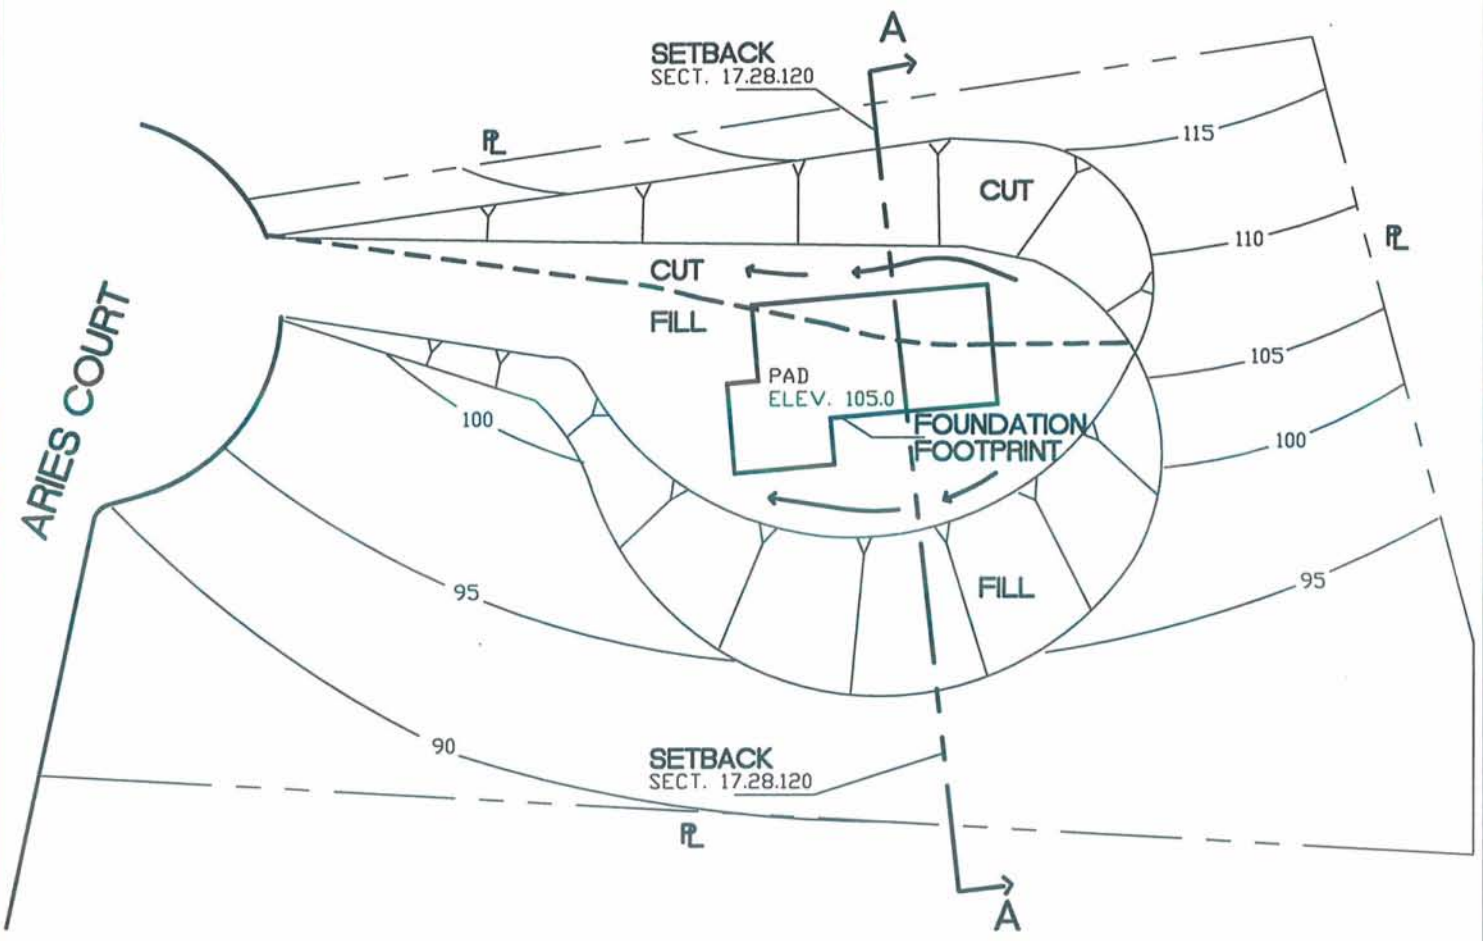 A
SETBACK
SECT. 17.28.120
PL
115
CUT
110
PL
CUT
FILL
105
PAD
ELEV. 105.0
100
FOUNDATION
FOOTPRINT
100
ARIES COURT
95
FILL
95
90
SETBACK
SECT. 17.28.120
PL
A